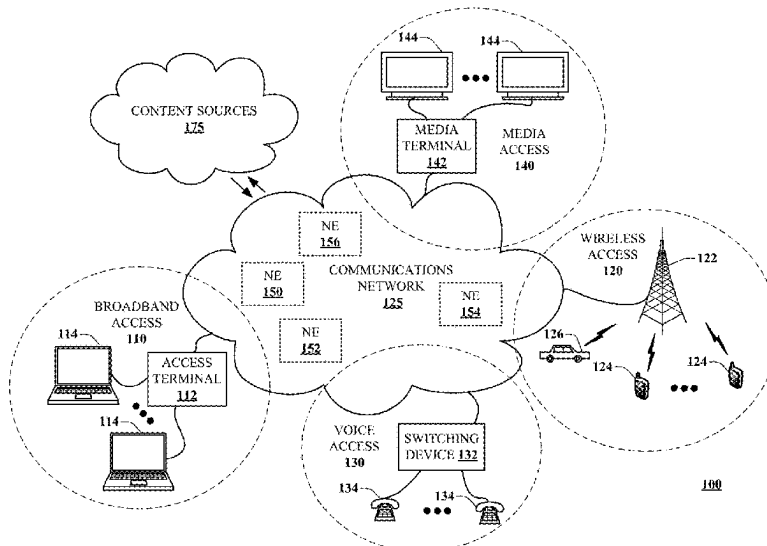 144
144
CONTENT SOURCES
175
MEDIA
TERMINAL
142
MEDIA
ACCESS
140
NE
156
WIRELESS
ACCESS
120
122
NE
150
COMMUNICATIONS
NETWORK
125
NE
154
BROADBAND
ACCESS
110
114
NE
152
126
ACCESS
TERMINAL
112
124
124
114
VOICE
ACCESS
130
SWITCHING
DEVICE 132
134
134
100